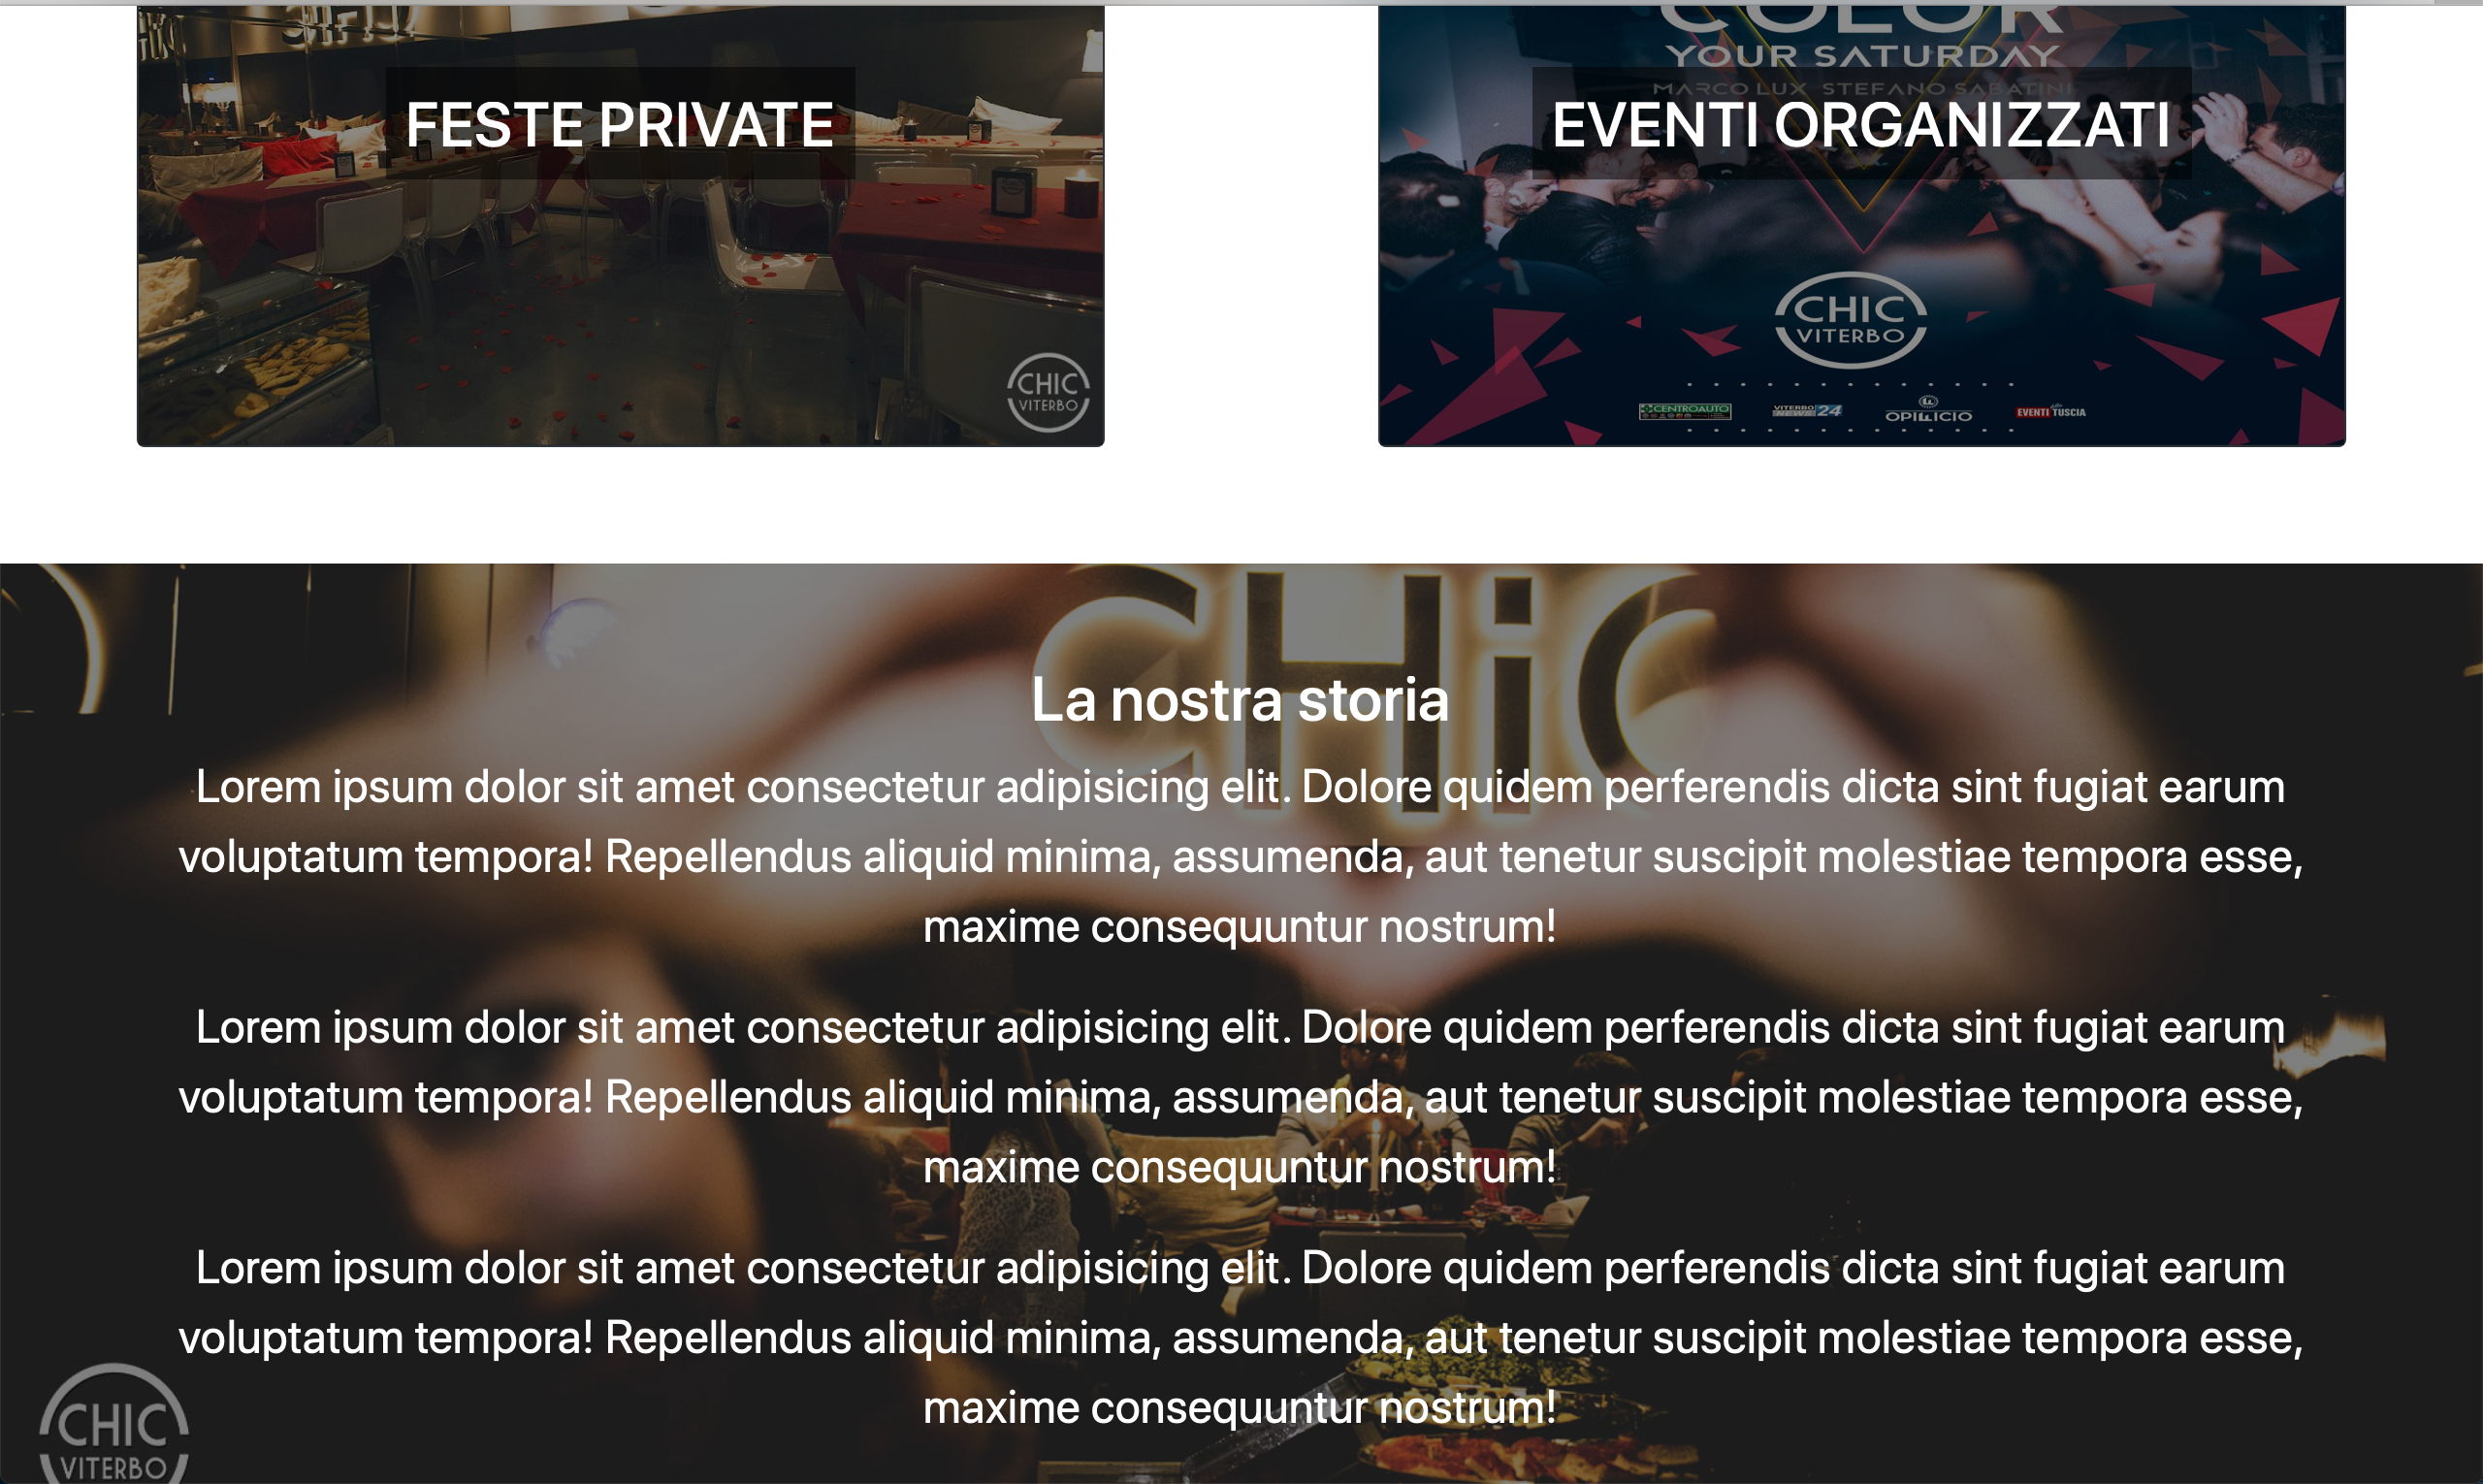 COLOR
YOUR SATURDAY
MARCO LUX STEFANO SABATINI
FESTE PRIVATE
EVENTI ORGANIZZATI
CHIC
VITERBO
CHIC
VITERBO
CENTROAUTO
VITERBO
NEWS 24
OPIFICIO
EVENTI TUSCIA
CHiC
La nostra storia
Lorem ipsum dolor sit amet consectetur adipisicing elit. Dolore quidem perferendis dicta sint fugiat earum
voluptatum tempora! Repellendus aliquid minima, assumenda, aut tenetur suscipit molestiae tempora esse,
maxime consequuntur nostrum!
Lorem ipsum dolor sit amet consectetur adipisicing elit. Dolore quidem perferendis dicta sint fugiat earum
voluptatum tempora! Repellendus aliquid minima, assumenda, aut tenetur suscipit molestiae tempora esse,
maxime consequuntur nostrum!
Lorem ipsum dolor sit amet consectetur adipisicing elit. Dolore quidem perferendis dicta sint fugiat earum
voluptatum tempora! Repellendus aliquid minima, assumenda, aut tenetur suscipit molestiae tempora esse,
maxime consequuntur nostrum!
CHIC
VITERBO